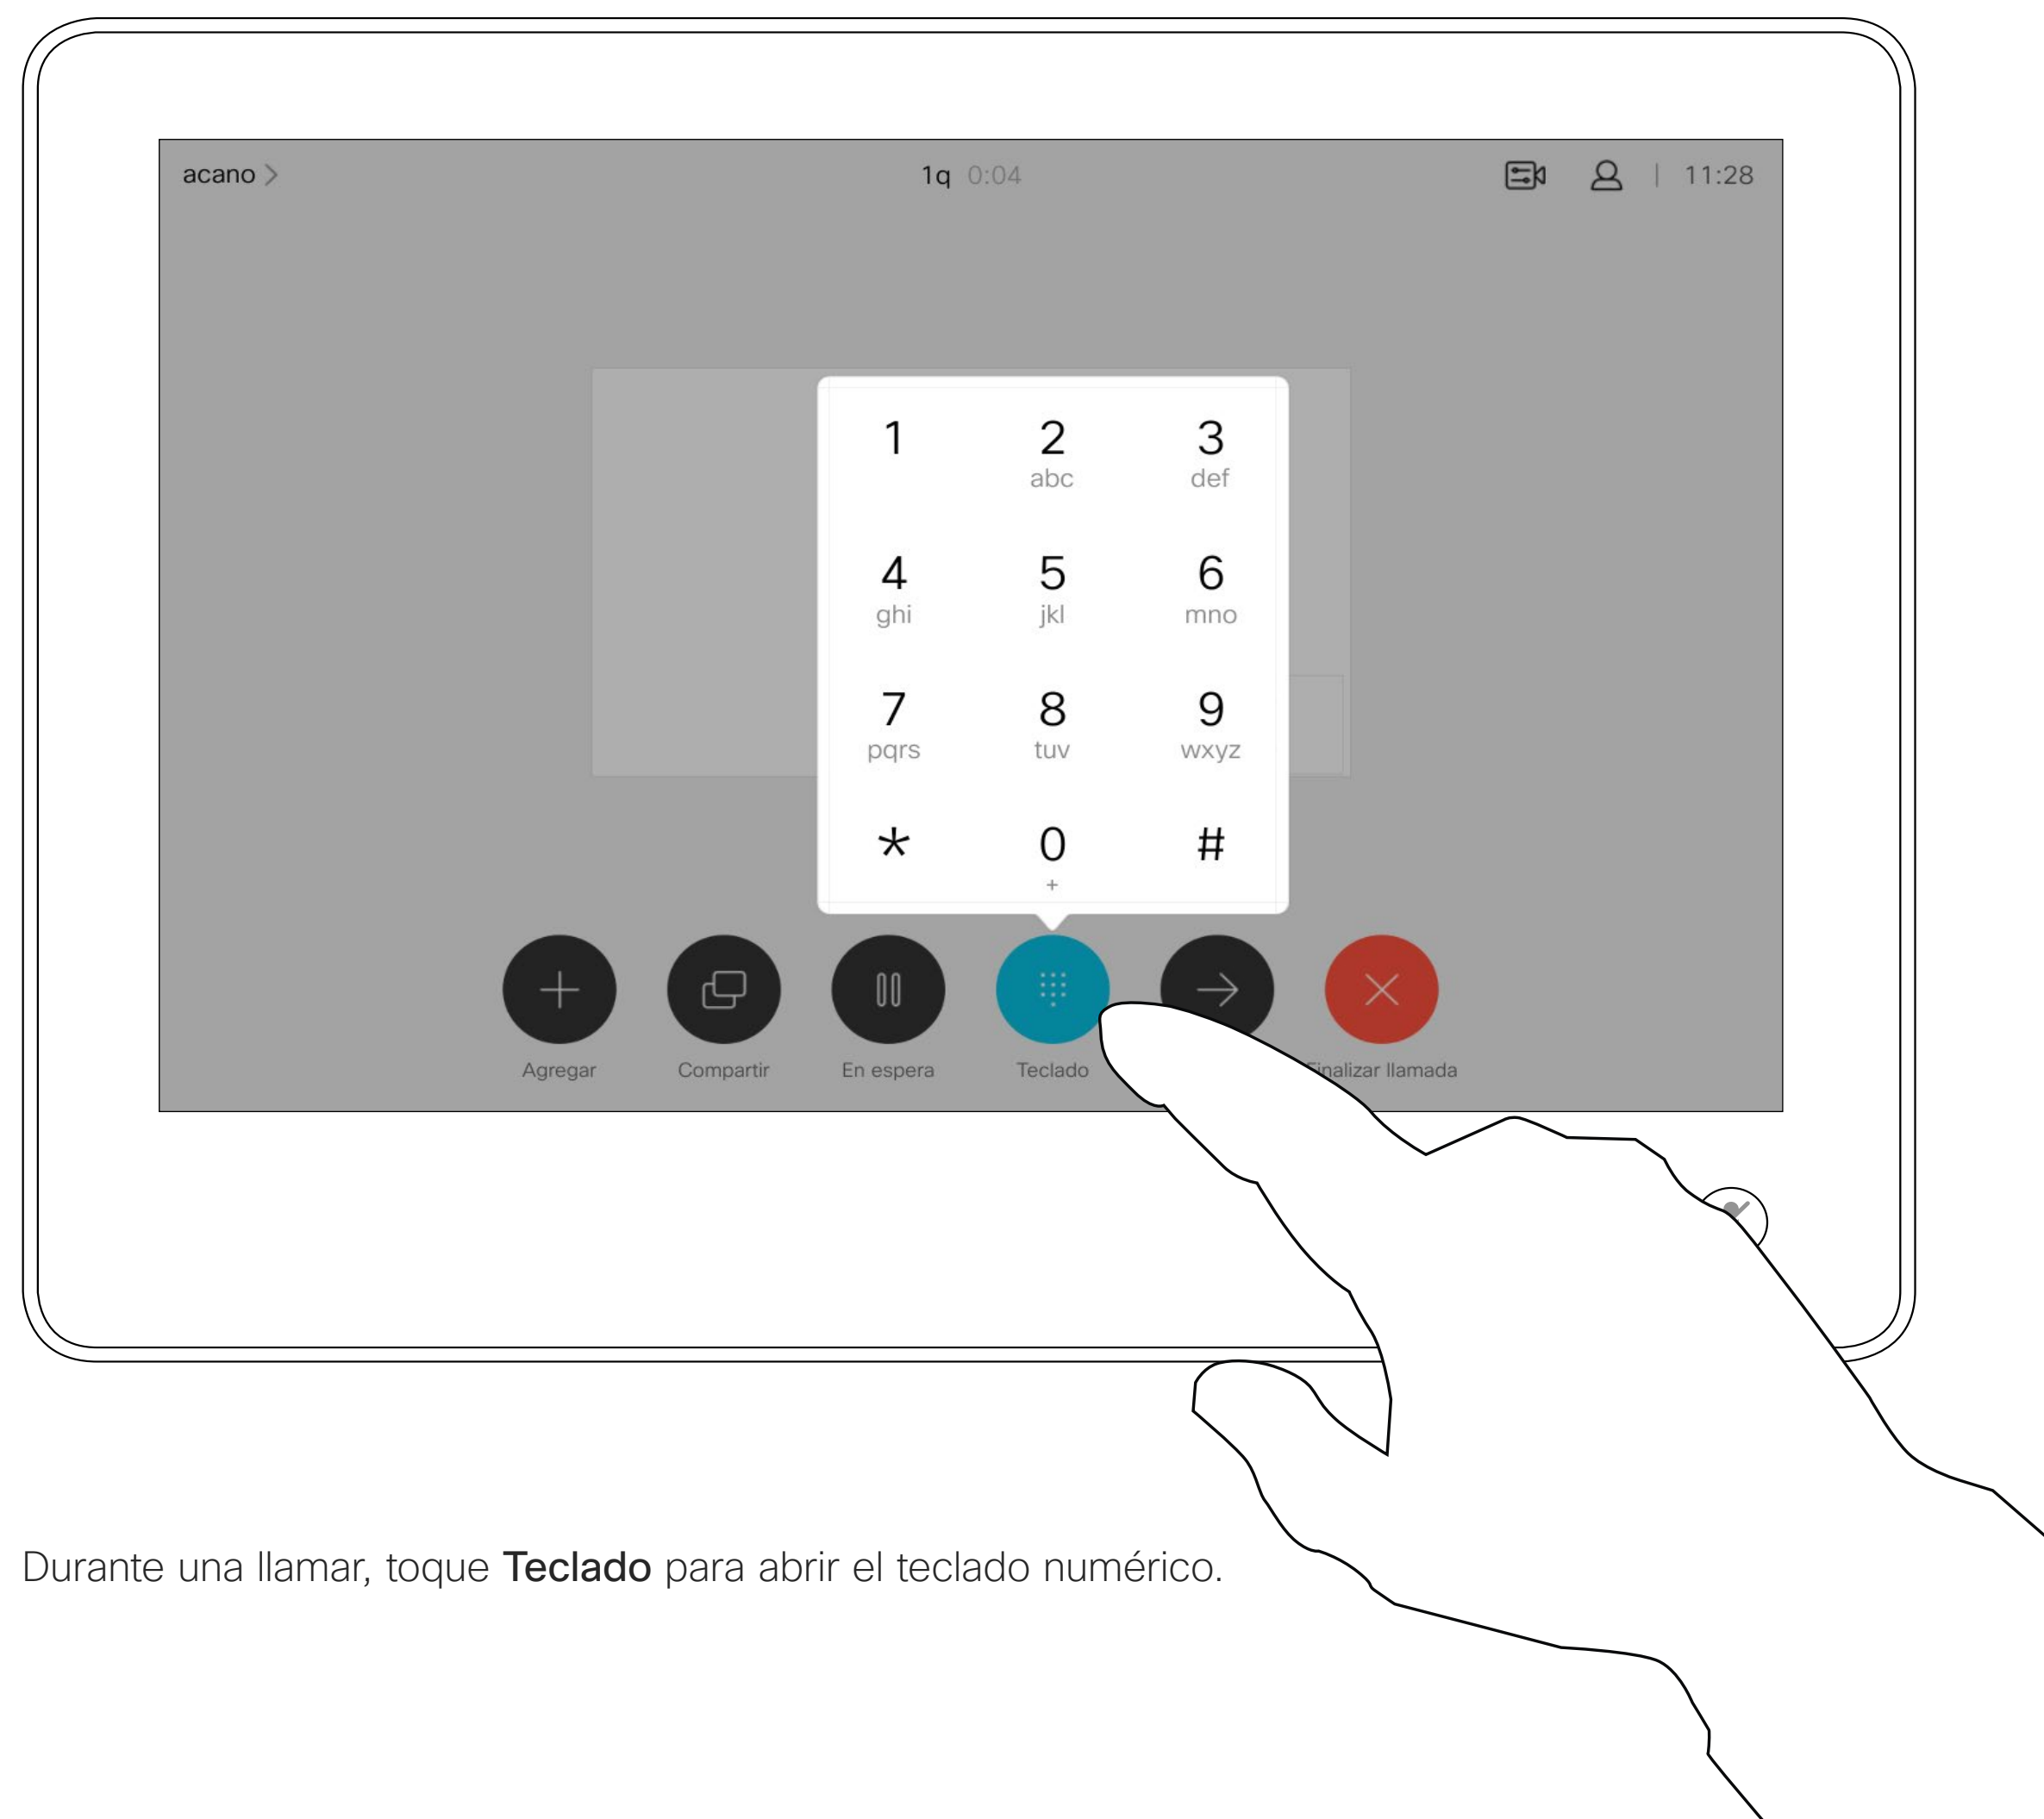 acano
1q 0:04
11:28
1 2 3
abc def
4 5 6
ghi jkl mno
7 8 9
pqrs tuv wxyz
* 0 #
+
Agregar Compartir En espera Teclado llamada
Durante una llamar, toque Teclado para abrir el teclado numérico.